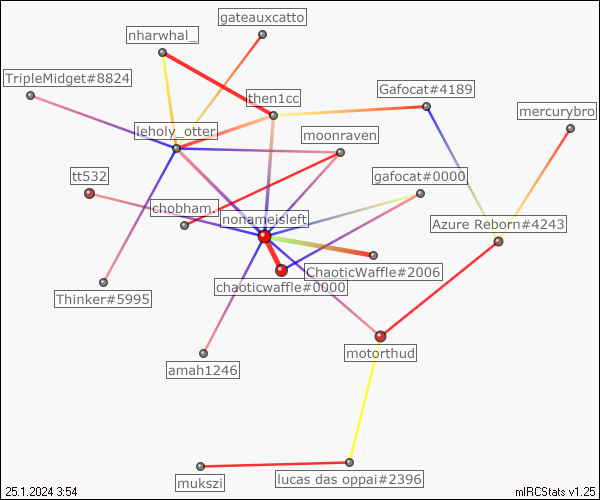 gateauxcatto
nharwhal_
TripleMidget#8824
Gafocat#4189
then1cc
mercurybro
leholy_otter
moonraven
tt532
gafocat#0000
chobham.
nonameisleft
Azure Reborn#4243
ChaoticWaffle#2006
chaoticwaffle#0000
Thinker#5995
motorthud
amah1246
mukszi
lucas das oppai#2396
25.1.2024 3:54
mIRCStats v1.25